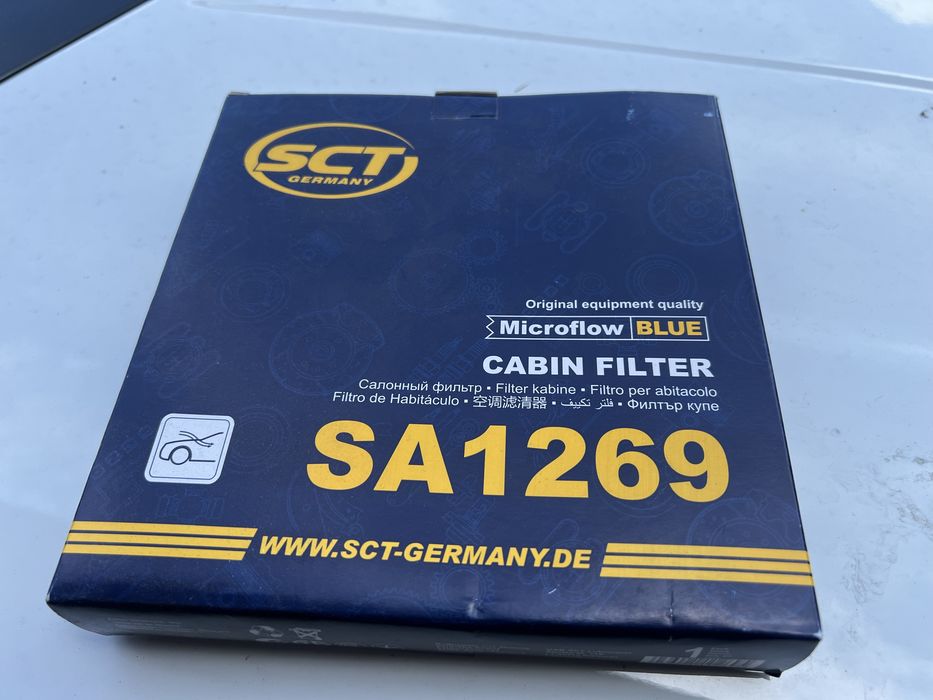 SCT
GERMANY
Original equipment quality
Microflow BLUE
CABIN FILTER
Салонный фильтр ▪ Filter kabine ▪ Filtro per abitacolo
Filtro de Habitáculo ▪ 空调滤清器 ▪ فلتر تكييف ▪ Филтър купе
SA1269
WWW.SCT-GERMANY.DE
1